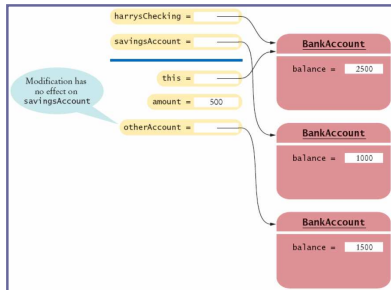 harrysChecking =
savingsAccount =
BankAccount
balance = 2500
this =
Modification has
no effect on
savingsAccount
amount = 500
otherAccount =
BankAccount
balance = 1000
BankAccount
balance = 1500